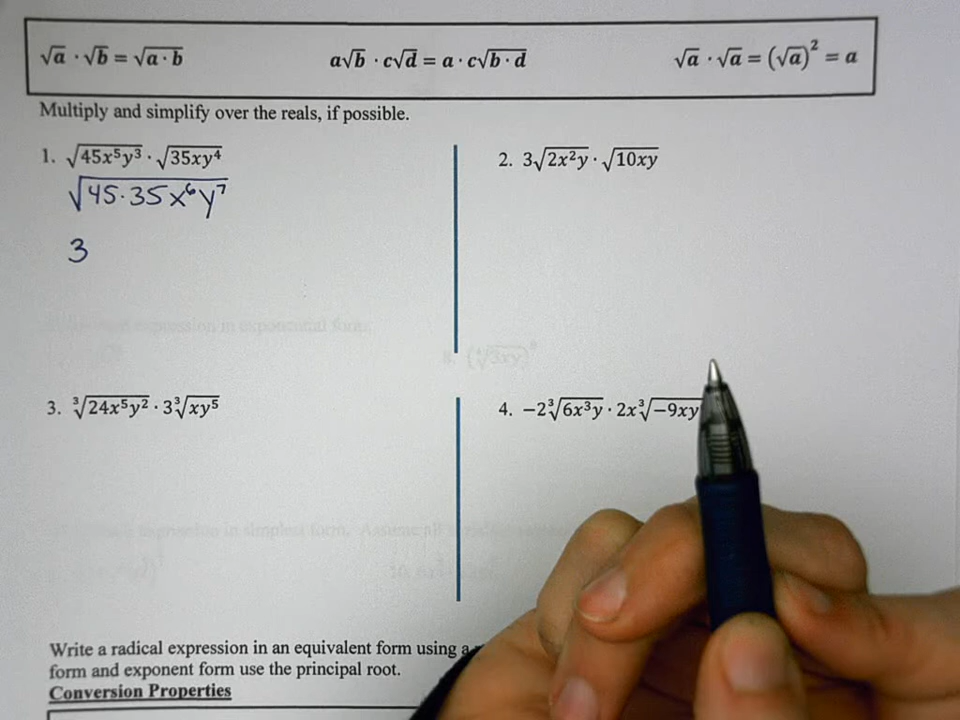 √a · √b = √(a · b)    a√b · c√d = a · c√(b · d)    √a · √a = (√a)² = a
Multiply and simplify over the reals, if possible.
1. √(45x⁵y³) · √(35xy⁴)    2. 3√(2x²y) · √(10xy)
√(45·35x⁶y⁷)
3
3. ∛(24x⁵y²) · 3∛(xy⁵)    4. −2∛(6x³y) · 2x∛(−9xy
Write a radical expression in an equivalent form using a
form and exponent form use the principal root.
Conversion Properties